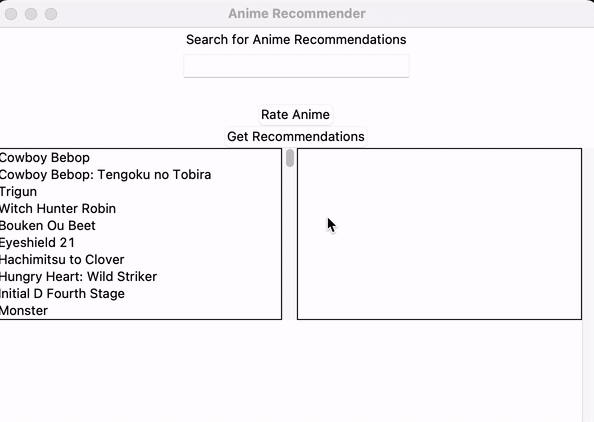 Anime Recommender
Search for Anime Recommendations
Rate Anime
Get Recommendations
Cowboy Bebop
Cowboy Bebop: Tengoku no Tobira
Trigun
Witch Hunter Robin
Bouken Ou Beet
Eyeshield 21
Hachimitsu to Clover
Hungry Heart: Wild Striker
Initial D Fourth Stage
Monster